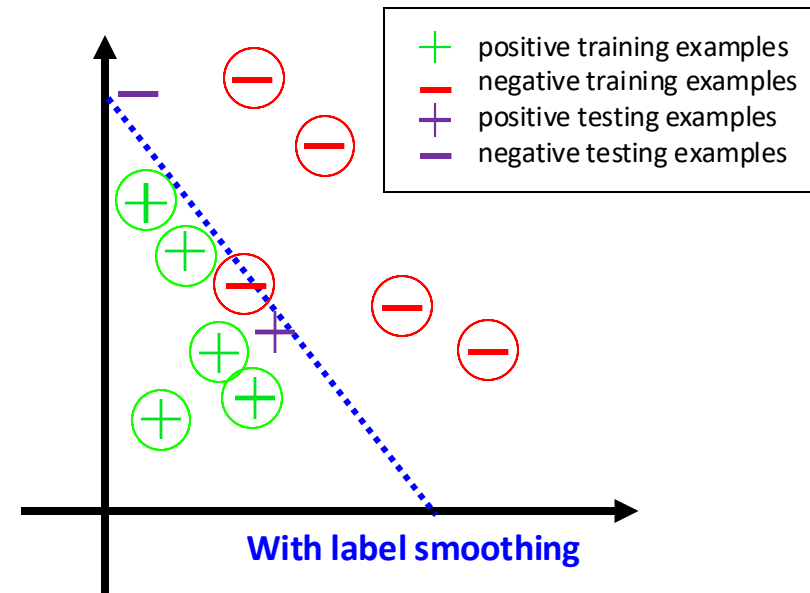 positive training examples
negative training examples
positive testing examples
negative testing examples
With label smoothing